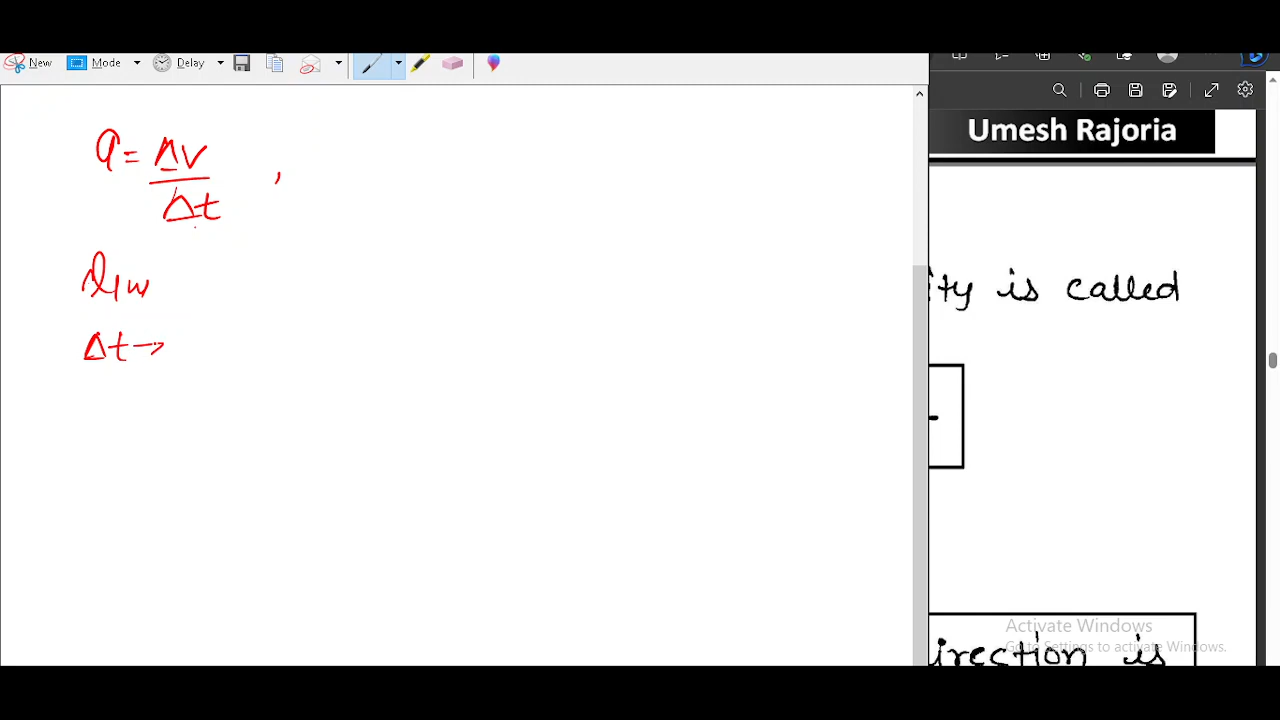 New Mode Delay
Umesh Rajoria
a = Δv
Δt ,
lim
Δt →
ity is called
-
irection is
Activate Windows
Go to Settings to activate Windows.